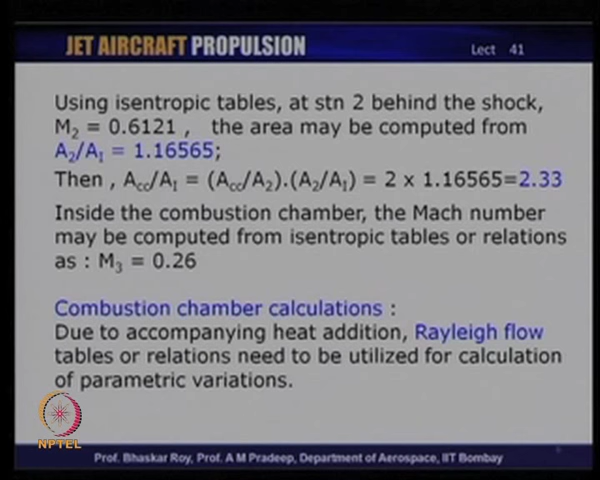 JET AIRCRAFT PROPULSION
Lect 41
Using isentropic tables, at stn 2 behind the shock,
M₂ = 0.6121 , the area may be computed from
A₂/A₁ = 1.16565;
Then , Acc/A₁ = (Acc/A₂).(A₂/A₁) = 2 x 1.16565=2.33
Inside the combustion chamber, the Mach number
may be computed from isentropic tables or relations
as : M₃ = 0.26
Combustion chamber calculations :
Due to accompanying heat addition, Rayleigh flow
tables or relations need to be utilized for calculation
of parametric variations.
NPTEL
Prof. Bhaskar Roy, Prof. A M Pradeep, Department of Aerospace, IIT Bombay